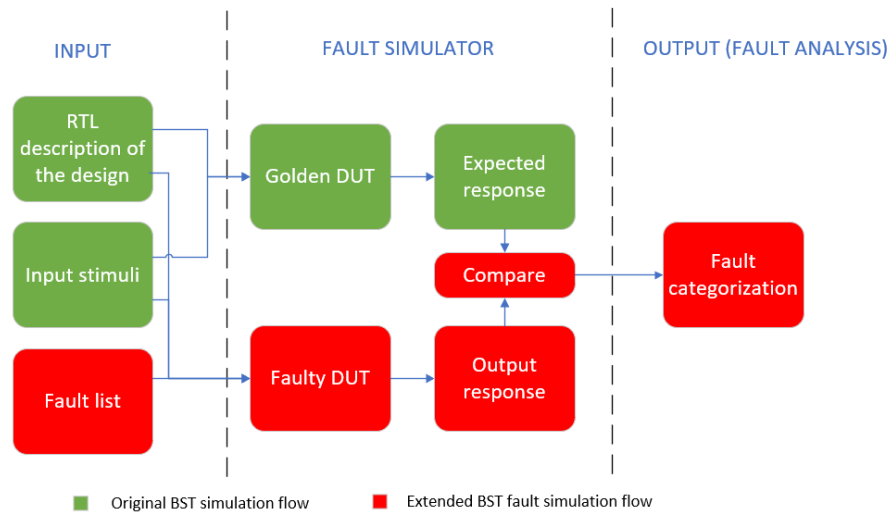 INPUT
FAULT SIMULATOR
OUTPUT (FAULT ANALYSIS)
RTL
description of
the design
Golden DUT
Expected
response
Input stimuli
Compare
Fault
categorization
Fault list
Faulty DUT
Output
response
Original BST simulation flow
Extended BST fault simulation flow